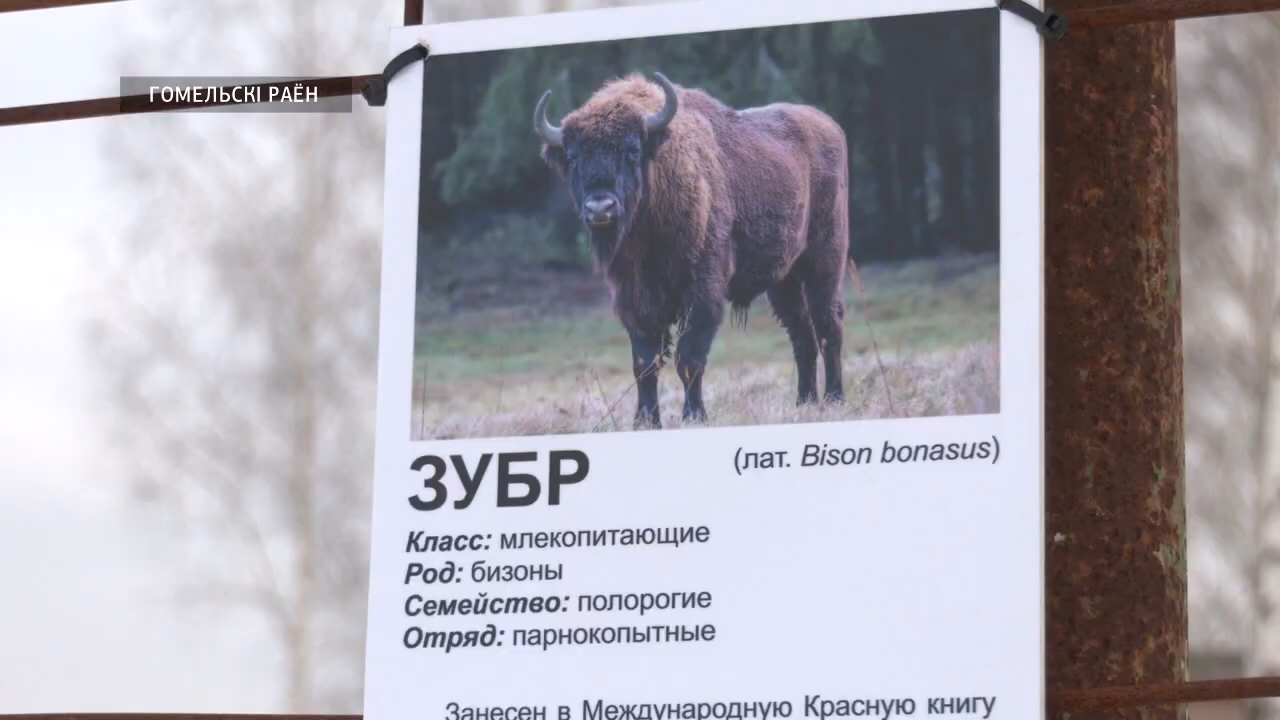 ГОМЕЛЬСКІ РАЁН
ЗУБР
(лат. Bison bonasus)
Класс: млекопитающие
Род: бизоны
Семейство: полорогие
Отряд: парнокопытные
Занесен в Международную Красную книгу